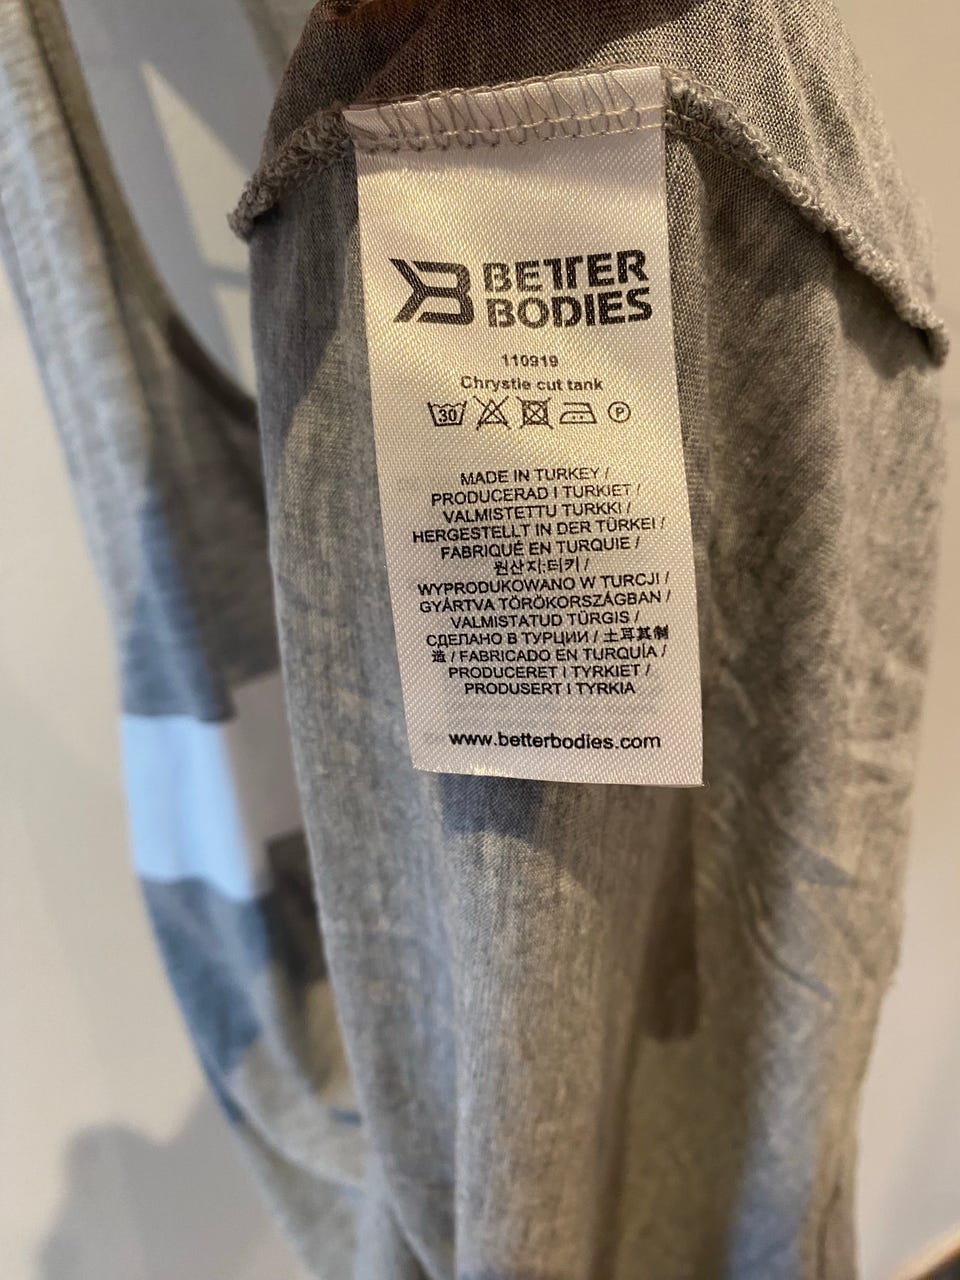 BETTER
BODIES
110919
Chrystie cut tank
30 P
MADE IN TURKEY /
PRODUCERAD I TURKIET /
VALMISTETTU TURKKI /
HERGESTELLT IN DER TÜRKEI /
FABRIQUÉ EN TURQUIE /
원산지:터키 /
WYPRODUKOWANO W TURCJI /
GYÁRTVA TÖRÖKORSZÁGBAN /
VALMISTATUD TÜRGIS /
СДЕЛАНО В ТУРЦИИ / 土耳其制
造 / FABRICADO EN TURQUÍA /
PRODUCERET I TYRKIET /
PRODUSERT I TYRKIA
www.betterbodies.com